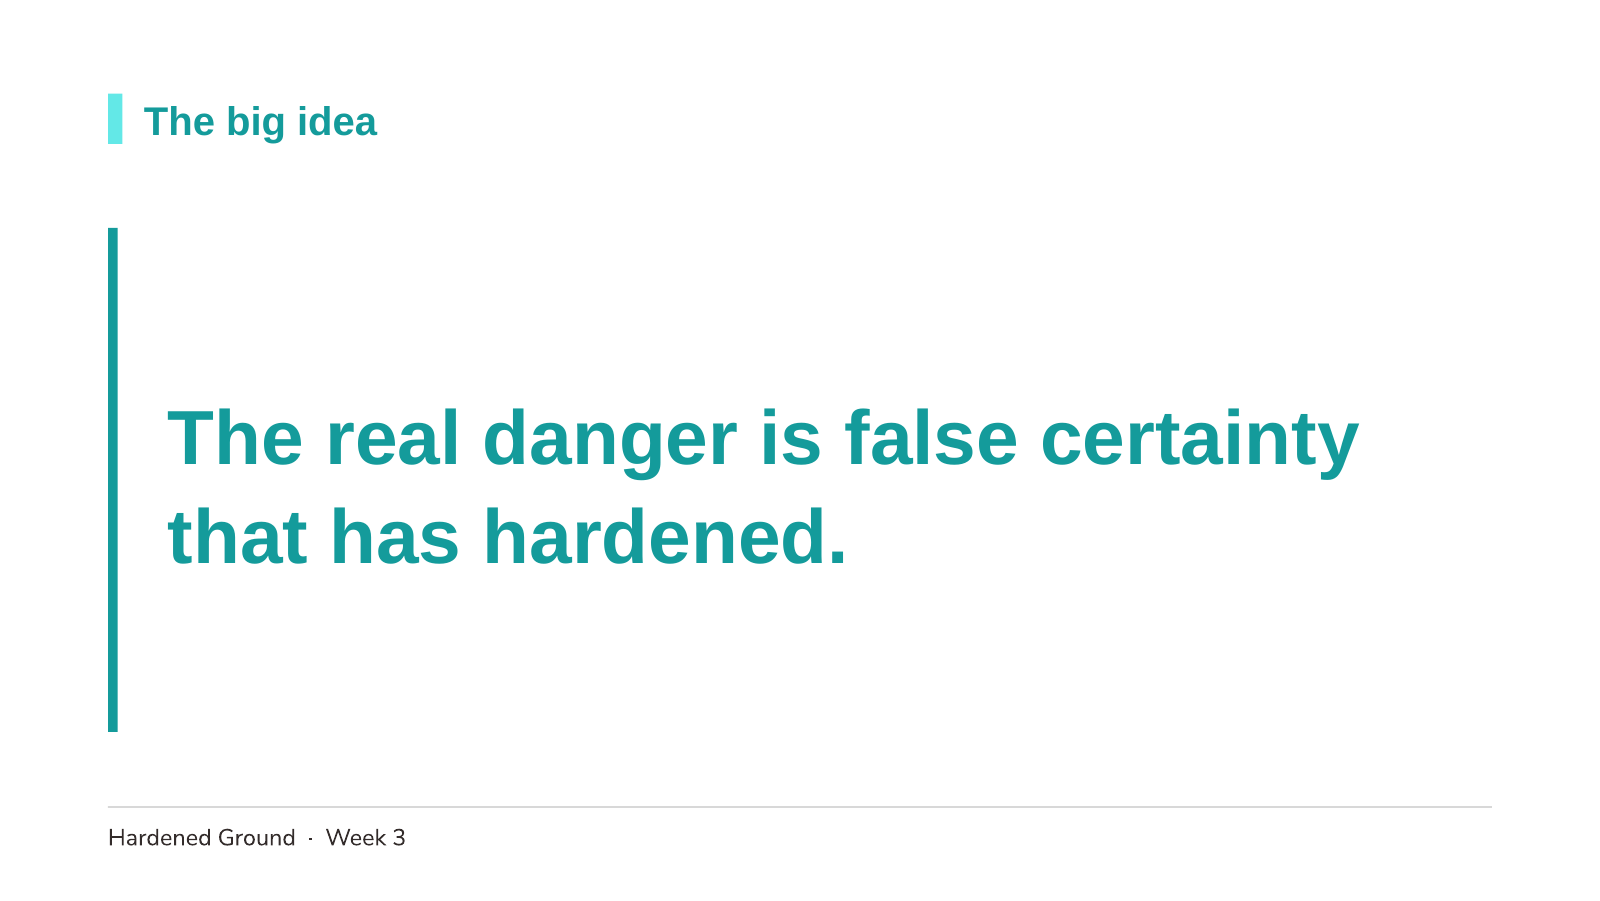 The big idea
The real danger is false certainty
that has hardened.
Hardened Ground · Week 3